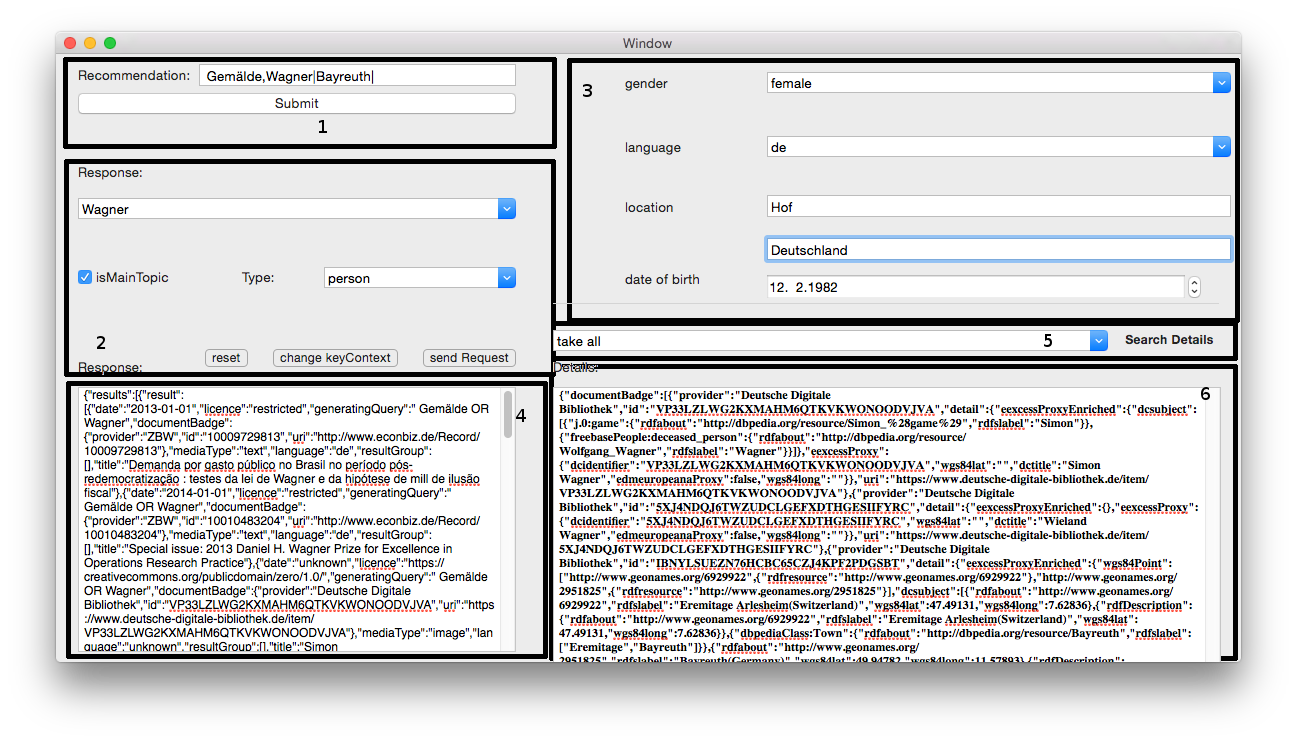 Window
Recommendation: Gemälde,Wagner|Bayreuth|
Submit
1
Response:
Wagner
isMainTopic Type: person
2
reset change keyContext send Request
Response:
3
gender female
language de
location Hof
Deutschland
date of birth 12. 2.1982
take all 5 Search Details
Details:
4
{"results":[{"result":
[{"date":"2013-01-01","licence":"restricted","generatingQuery":" Gemälde OR
Wagner","documentBadge":
{"provider":"ZBW","id":"10009729813","uri":"http://www.econbiz.de/Record/
10009729813"},"mediaType":"text","language":"de","resultGroup":
[],"title":"Demanda por gasto público no Brasil no período pós-
redemocratização : testes da lei de Wagner e da hipótese de mill de ilusão
fiscal"},{"date":"2014-01-01","licence":"restricted","generatingQuery":"
Gemälde OR Wagner","documentBadge":
{"provider":"ZBW","id":"10010483204","uri":"http://www.econbiz.de/Record/
10010483204"},"mediaType":"text","language":"de","resultGroup":
[],"title":"Special issue: 2013 Daniel H. Wagner Prize for Excellence in
Operations Research Practice"},{"date":"unknown","licence":"https://
creativecommons.org/publicdomain/zero/1.0/","generatingQuery":" Gemälde
OR Wagner","documentBadge":{"provider":"Deutsche Digitale
Bibliothek","id":"VP33LZLWG2KXMAHM6QTKVKWONOODVJVA","uri":"https
://www.deutsche-digitale-bibliothek.de/item/
VP33LZLWG2KXMAHM6QTKVKWONOODVJVA"},"mediaType":"image","lan
guage":"unknown","resultGroup":[],"title":"Simon
6
{"documentBadge":[{"provider":"Deutsche Digitale
Bibliothek","id":"VP33LZLWG2KXMAHM6QTKVKWONOODVJVA","detail":{"eexcessProxyEnriched":{"dcsubject":
[{"j.0:game":{"rdfabout":"http://dbpedia.org/resource/Simon_%28game%29","rdfslabel":"Simon"}},
{"freebasePeople:deceased_person":{"rdfabout":"http://dbpedia.org/resource/
Wolfgang_Wagner","rdfslabel":"Wagner"}}]},"eexcessProxy":
{"dcidentifier":"VP33LZLWG2KXMAHM6QTKVKWONOODVJVA","wgs84lat":"","dctitle":"Simon
Wagner","edmeuropeanaProxy":false,"wgs84long":""}},"uri":"https://www.deutsche-digitale-bibliothek.de/item/
VP33LZLWG2KXMAHM6QTKVKWONOODVJVA"},{"provider":"Deutsche Digitale
Bibliothek","id":"5XJ4NDQJ6TWZUDCLGEFXDTHGESIIFYRC","detail":{"eexcessProxyEnriched":{},"eexcessProxy":
{"dcidentifier":"5XJ4NDQJ6TWZUDCLGEFXDTHGESIIFYRC","wgs84lat":"","dctitle":"Wieland
Wagner","edmeuropeanaProxy":false,"wgs84long":""}},"uri":"https://www.deutsche-digitale-bibliothek.de/item/
5XJ4NDQJ6TWZUDCLGEFXDTHGESIIFYRC"},{"provider":"Deutsche Digitale
Bibliothek","id":"IBNYLSUEZN76HCBC65CZJ4KPF2PDGSBT","detail":{"eexcessProxyEnriched":{"wgs84Point":
["http://www.geonames.org/6929922",{"rdfresource":"http://www.geonames.org/6929922"},"http://www.geonames.org/
2951825",{"rdfresource":"http://www.geonames.org/2951825"}],"dcsubject":[{"rdfabout":"http://www.geonames.org/
6929922","rdfslabel":"Eremitage Arlesheim(Switzerland)","wgs84lat":47.49131,"wgs84long":7.62836},{"rdfDescription":
{"rdfabout":"http://www.geonames.org/6929922","rdfslabel":"Eremitage Arlesheim(Switzerland)","wgs84lat":
47.49131,"wgs84long":7.62836}},{"dbpediaClass:Town":{"rdfabout":"http://dbpedia.org/resource/Bayreuth","rdfslabel":
["Eremitage","Bayreuth"]}},{"rdfabout":"http://www.geonames.org/
2951825","rdfslabel":"Bayreuth(Germany)","wgs84lat":49.94782,"wgs84long":11.57893},{"rdfDescription":